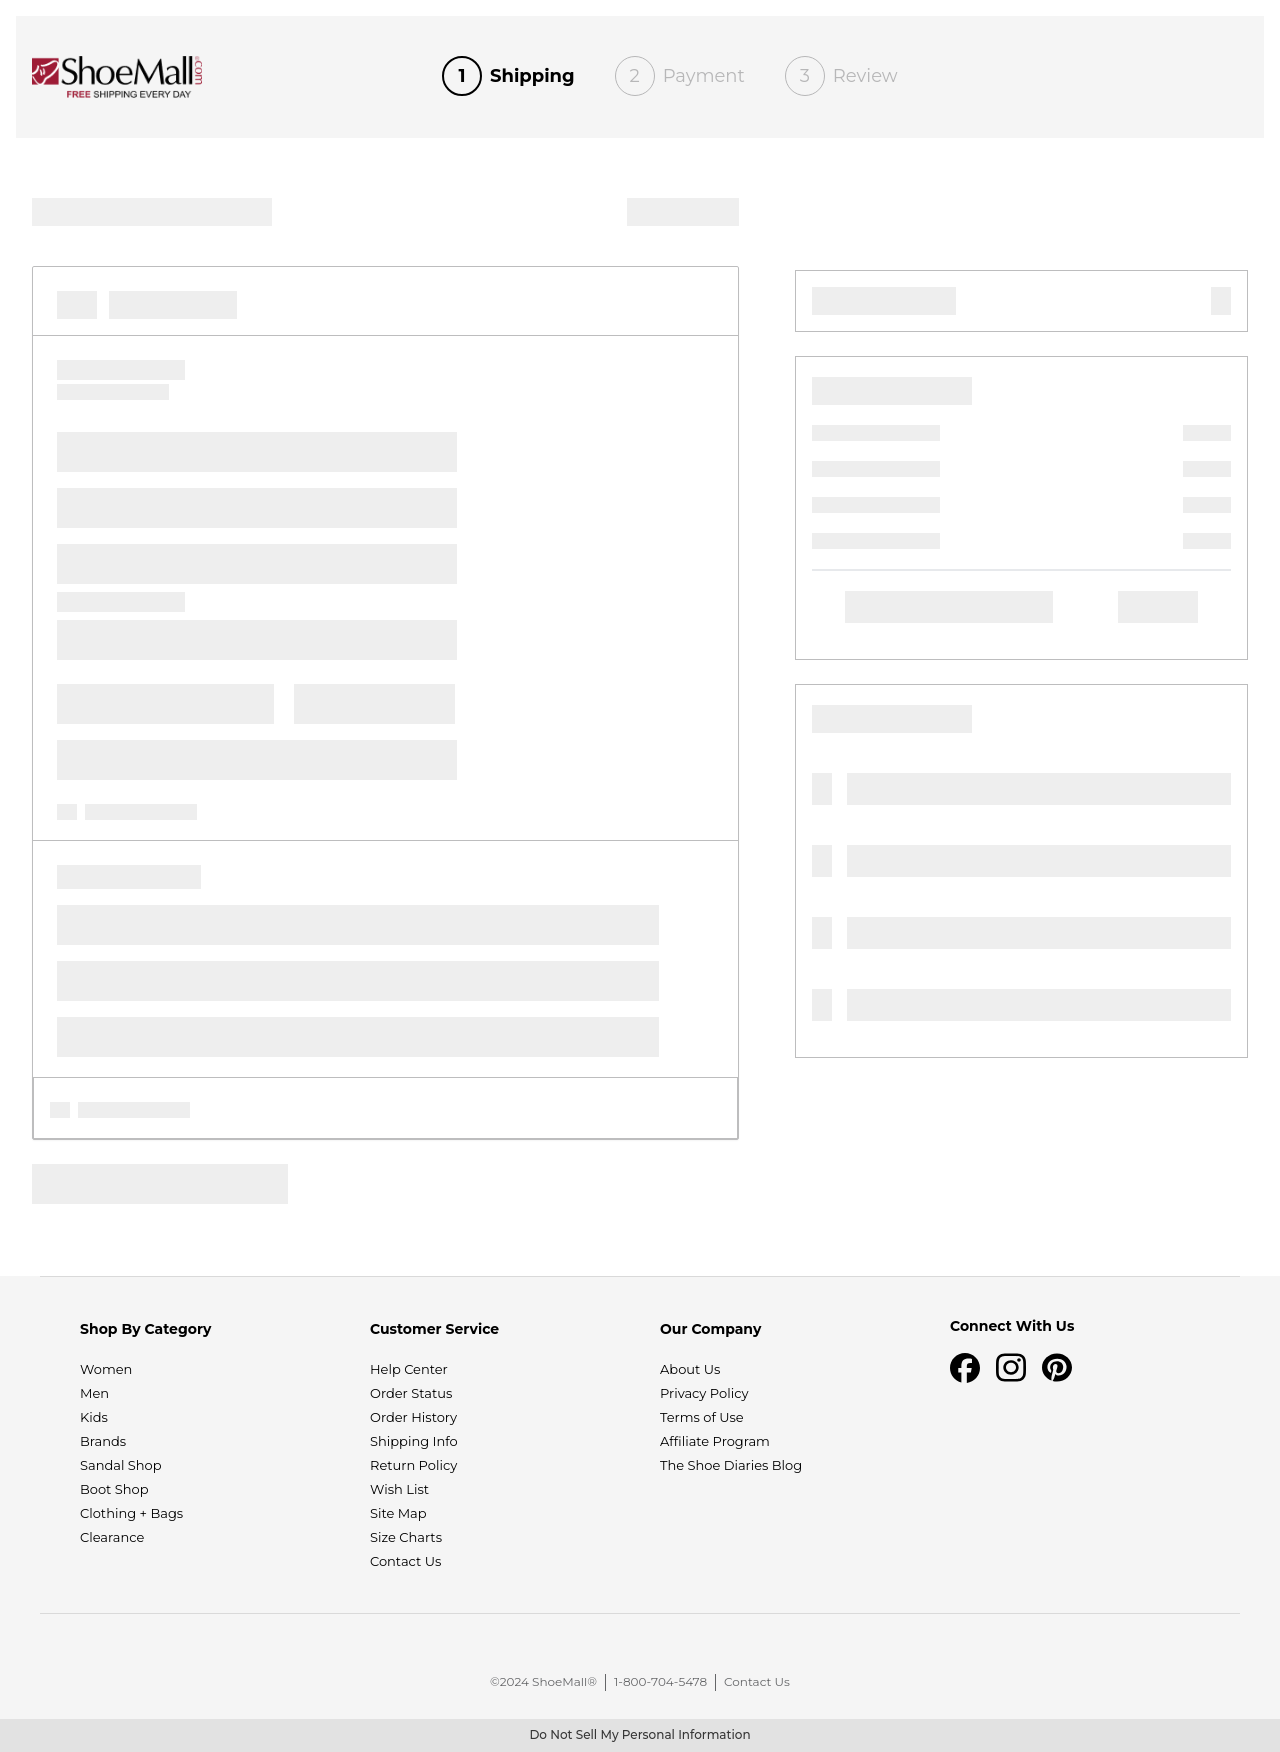 ShoeMall.com
FREE SHIPPING EVERY DAY
1 Shipping
2 Payment
3 Review
Shop By Category
Women
Men
Kids
Brands
Sandal Shop
Boot Shop
Clothing + Bags
Clearance
Customer Service
Help Center
Order Status
Order History
Shipping Info
Return Policy
Wish List
Site Map
Size Charts
Contact Us
Our Company
About Us
Privacy Policy
Terms of Use
Affiliate Program
The Shoe Diaries Blog
Connect With Us
©2024 ShoeMall® | 1-800-704-5478 | Contact Us
Do Not Sell My Personal Information